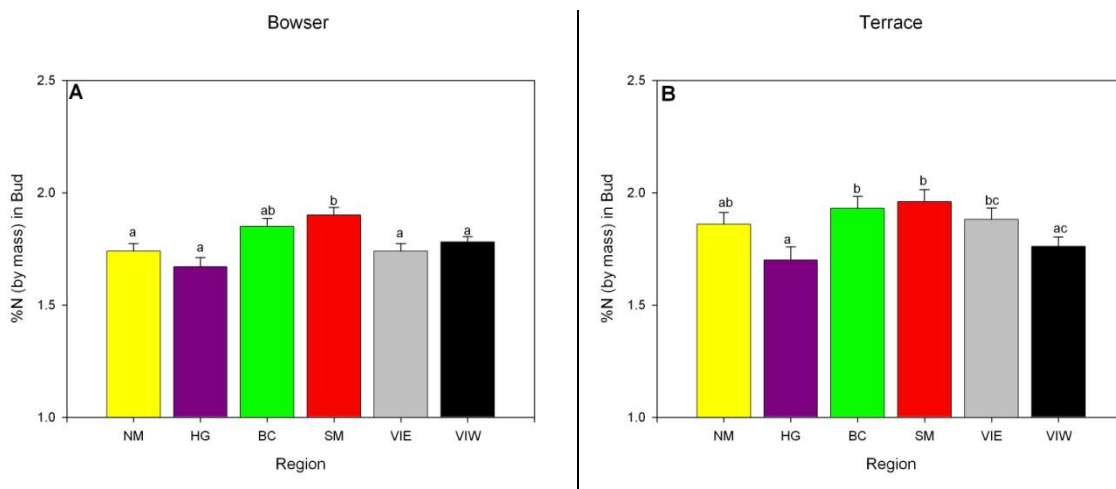 Bowser
A
2.5
2.0
1.5
1.0
%N (by mass) in Bud
a
a
ab
b
a
a
NM HG BC SM VIE VIW
Region
Terrace
B
2.5
2.0
1.5
1.0
%N (by mass) in Bud
ab
a
b
b
bc
ac
NM HG BC SM VIE VIW
Region